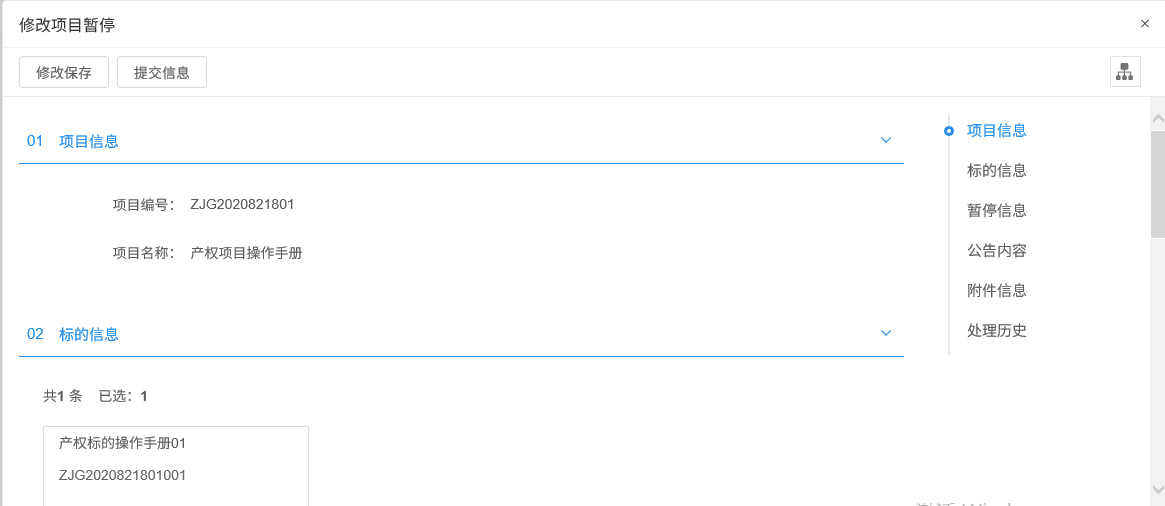 修改项目暂停
修改保存 提交信息
01 项目信息
项目编号： ZJG2020821801
项目名称： 产权项目操作手册
02 标的信息
共1 条 已选：1
产权标的操作手册01
ZJG2020821801001
项目信息
标的信息
暂停信息
公告内容
附件信息
处理历史